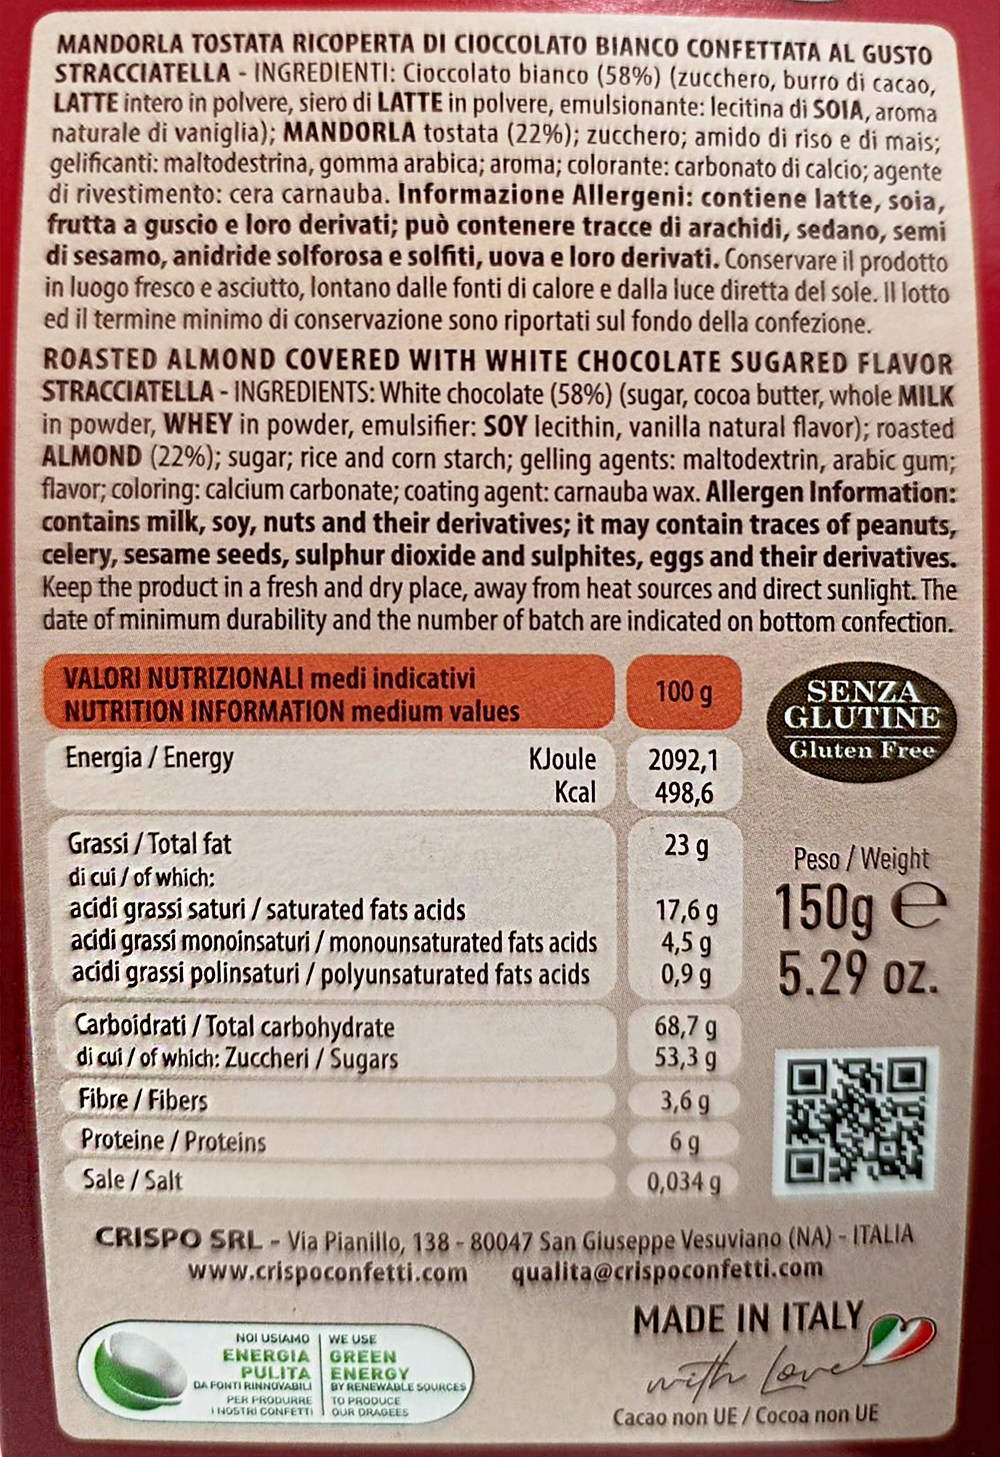 MANDORLA TOSTATA RICOPERTA DI CIOCCOLATO BIANCO CONFETTATA AL GUSTO
STRACCIATELLA - INGREDIENTI: Cioccolato bianco (58%) (zucchero, burro di cacao,
LATTE intero in polvere, siero di LATTE in polvere, emulsionante: lecitina di SOIA, aroma
naturale di vaniglia); MANDORLA tostata (22%); zucchero; amido di riso e di mais;
gelificanti: maltodestrina, gomma arabica; aroma; colorante: carbonato di calcio; agente
di rivestimento: cera carnauba. Informazione Allergeni: contiene latte, soia,
frutta a guscio e loro derivati; può contenere tracce di arachidi, sedano, semi
di sesamo, anidride solforosa e solfiti, uova e loro derivati. Conservare il prodotto
in luogo fresco e asciutto, lontano dalle fonti di calore e dalla luce diretta del sole. Il lotto
ed il termine minimo di conservazione sono riportati sul fondo della confezione.
ROASTED ALMOND COVERED WITH WHITE CHOCOLATE SUGARED FLAVOR
STRACCIATELLA - INGREDIENTS: White chocolate (58%) (sugar, cocoa butter, whole MILK
in powder, WHEY in powder, emulsifier: SOY lecithin, vanilla natural flavor); roasted
ALMOND (22%); sugar; rice and corn starch; gelling agents: maltodextrin, arabic gum;
flavor; coloring: calcium carbonate; coating agent: carnauba wax. Allergen Information:
contains milk, soy, nuts and their derivatives; it may contain traces of peanuts,
celery, sesame seeds, sulphur dioxide and sulphites, eggs and their derivatives.
Keep the product in a fresh and dry place, away from heat sources and direct sunlight. The
date of minimum durability and the number of batch are indicated on bottom confection.
VALORI NUTRIZIONALI medi indicativi
NUTRITION INFORMATION medium values
100 g
SENZA
GLUTINE
Gluten Free
Energia / Energy KJoule 2092,1
Kcal 498,6
Grassi / Total fat 23 g
di cui / of which:
acidi grassi saturi / saturated fats acids 17,6 g
acidi grassi monoinsaturi / monounsaturated fats acids 4,5 g
acidi grassi polinsaturi / polyunsaturated fats acids 0,9 g
Peso / Weight
150g e
5.29 oz.
Carboidrati / Total carbohydrate 68,7 g
di cui / of which: Zuccheri / Sugars 53,3 g
Fibre / Fibers 3,6 g
Proteine / Proteins 6 g
Sale / Salt 0,034 g
CRISPO SRL - Via Pianillo, 138 - 80047 San Giuseppe Vesuviano (NA) - ITALIA
www.crispoconfetti.com qualita@crispoconfetti.com
NOI USIAMO
ENERGIA
PULITA
DA FONTI RINNOVABILI
PER PRODURRE
I NOSTRI CONFETTI
WE USE
GREEN
ENERGY
BY RENEWABLE SOURCES
TO PRODUCE
OUR DRAGEES
MADE IN ITALY
with Love
Cacao non UE / Cocoa non UE